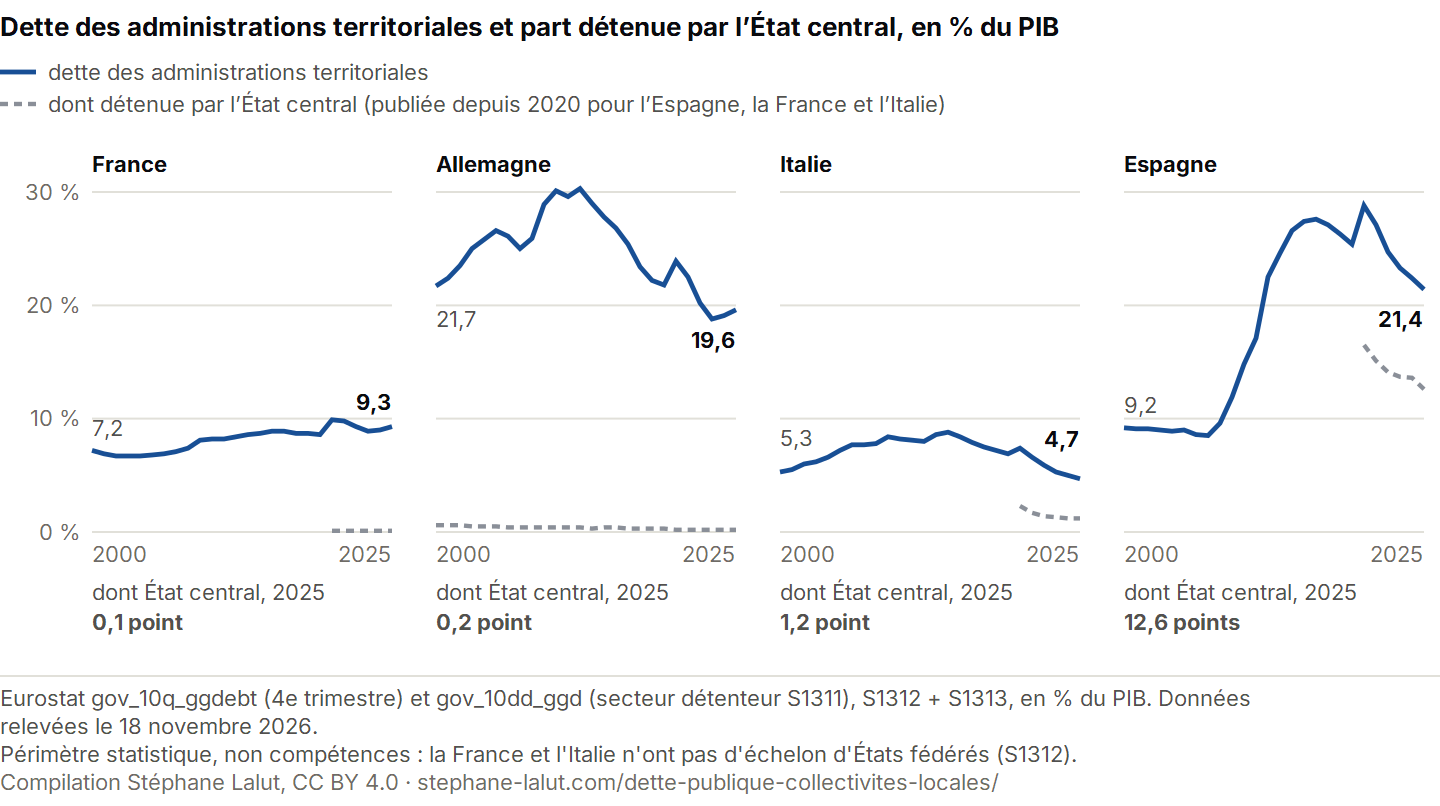 Dette des administrations territoriales et part détenue par l’État central, en % du PIB
dette des administrations territoriales
dont détenue par l’État central (publiée depuis 2020 pour l’Espagne, la France et l’Italie)
France Allemagne Italie Espagne
30 %
20 %
10 %
0 %
7,2 9,3
21,7 19,6
5,3 4,7
9,2 21,4
2000 2025 2000 2025 2000 2025 2000 2025
dont État central, 2025 dont État central, 2025 dont État central, 2025 dont État central, 2025
0,1 point 0,2 point 1,2 point 12,6 points
Eurostat gov_10q_ggdebt (4e trimestre) et gov_10dd_ggd (secteur détenteur S1311), S1312 + S1313, en % du PIB. Données
relevées le 18 novembre 2026.
Périmètre statistique, non compétences : la France et l'Italie n'ont pas d'échelon d'États fédérés (S1312).
Compilation Stéphane Lalut, CC BY 4.0 · stephane-lalut.com/dette-publique-collectivites-locales/